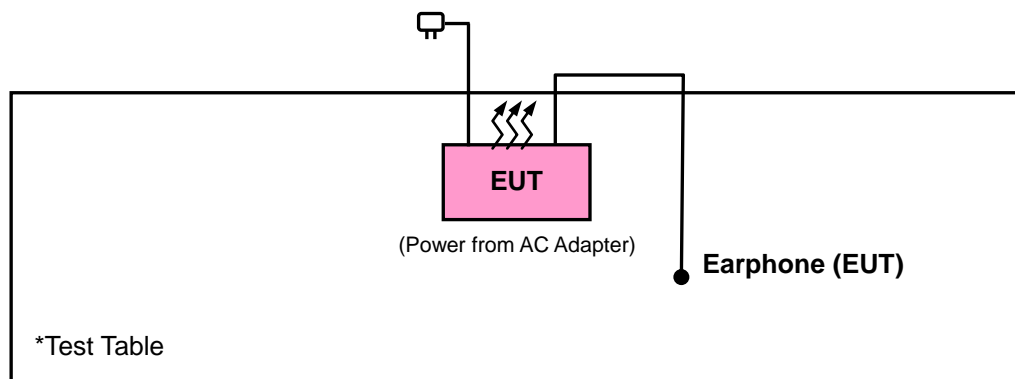 EUT
(Power from AC Adapter)
Earphone (EUT)
*Test Table